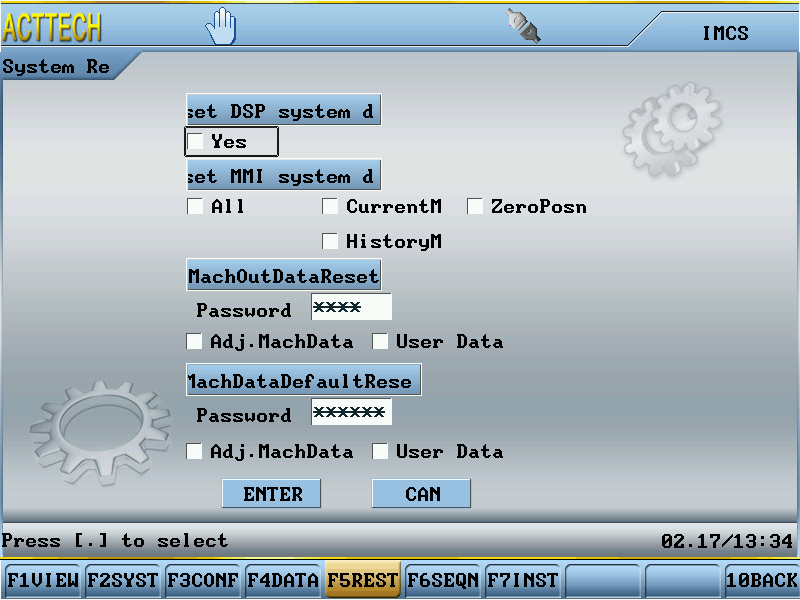 ACTTECH
IMCS
System Re
set DSP system d
Yes
set MMI system d
All CurrentM ZeroPosn
HistoryM
MachOutDataReset
Password ****
Adj.MachData User Data
MachDataDefaultRese
Password ******
Adj.MachData User Data
ENTER CAN
Press [.] to select 02.17/13:34
F1VIEW F2SYST F3CONF F4DATA F5REST F6SEQN F7INST 10BACK